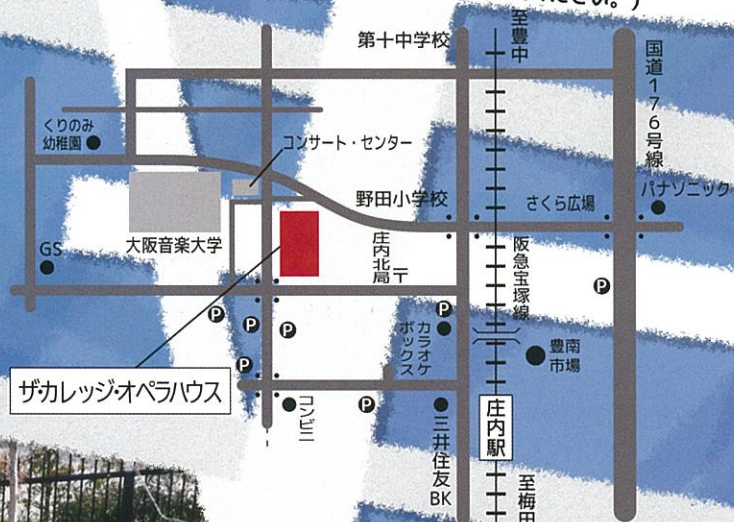 ださい。)
第十中学校
至豊中
国道176号線
くりのみ
幼稚園
コンサート・センター
野田小学校
さくら広場
パナソニック
大阪音楽大学
庄内北局〒
阪急宝塚線
GS
P
P
P
P
P
P
P
カラオケ
ボックス
豊南
市場
ザ・カレッジ・オペラハウス
コンビニ
三井住友BK
庄内駅
至梅田